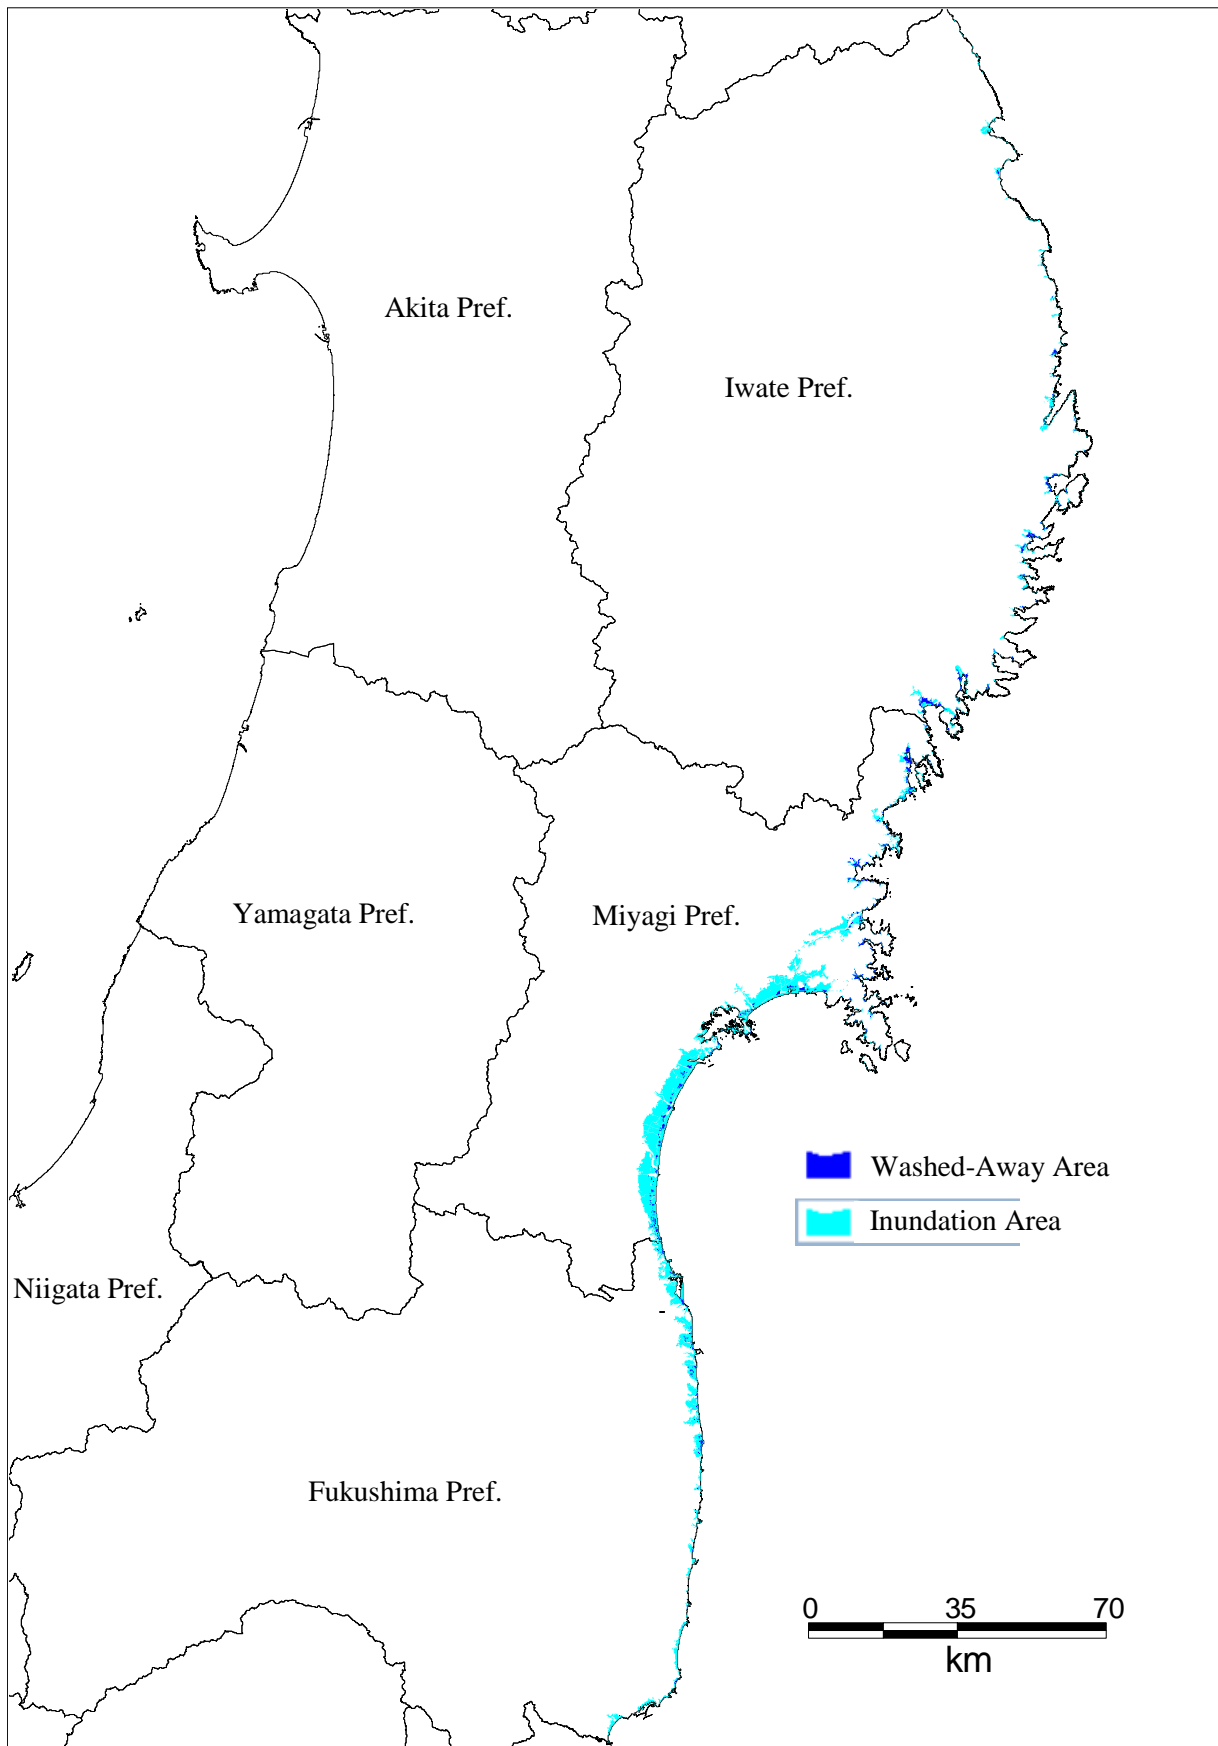 Akita Pref.
Iwate Pref.
Yamagata Pref.
Miyagi Pref.
Washed-Away Area
Inundation Area
Niigata Pref.
Fukushima Pref.
0 35 70
km